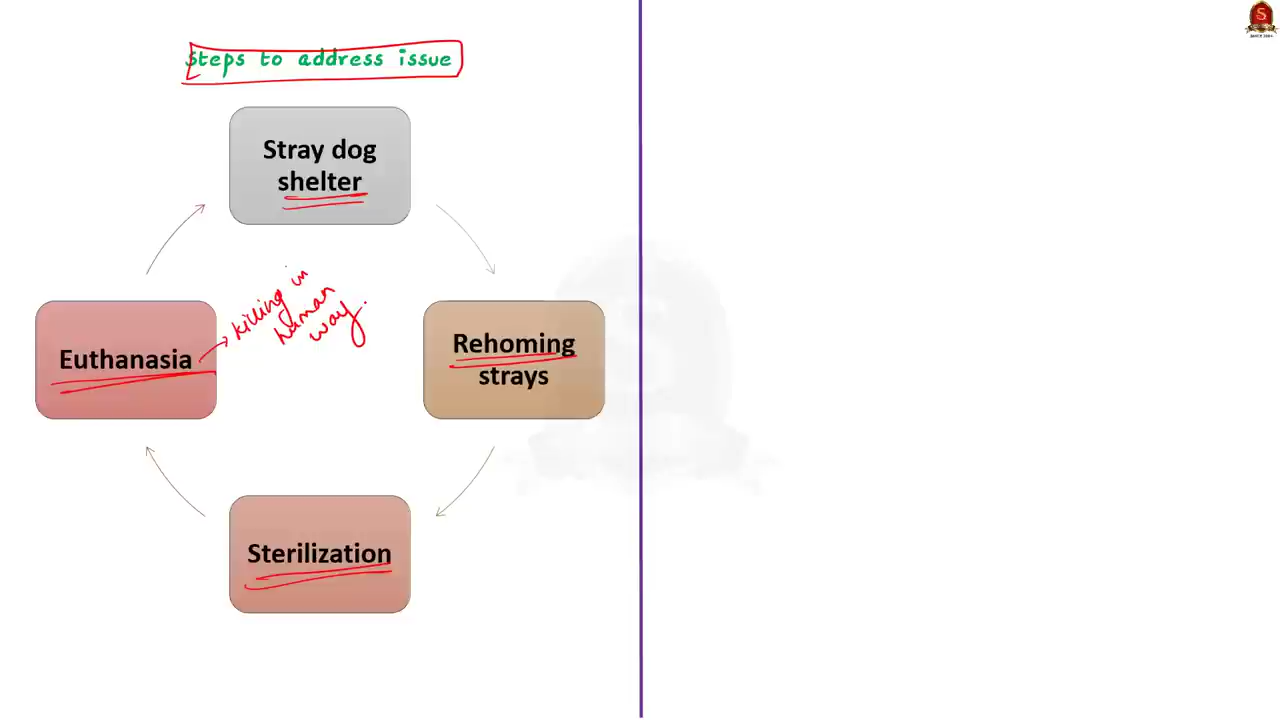 steps to address issue
Stray dog
shelter
Rehoming
strays
Sterilization
Euthanasia
killing in
human
way.
S